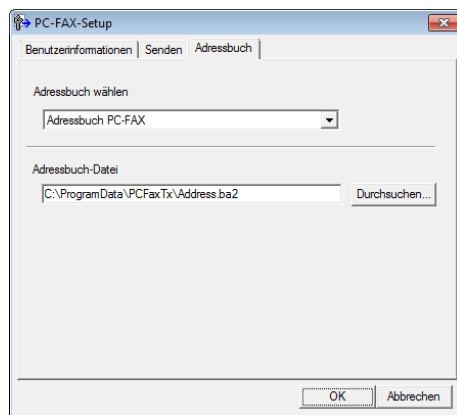 PC-FAX-Setup
Benutzerinformationen Senden Adressbuch
Adressbuch wählen
Adressbuch PC-FAX
Adressbuch-Datei
C:\ProgramData\PCFaxTx\Address.ba2 Durchsuchen...
OK Abbrechen